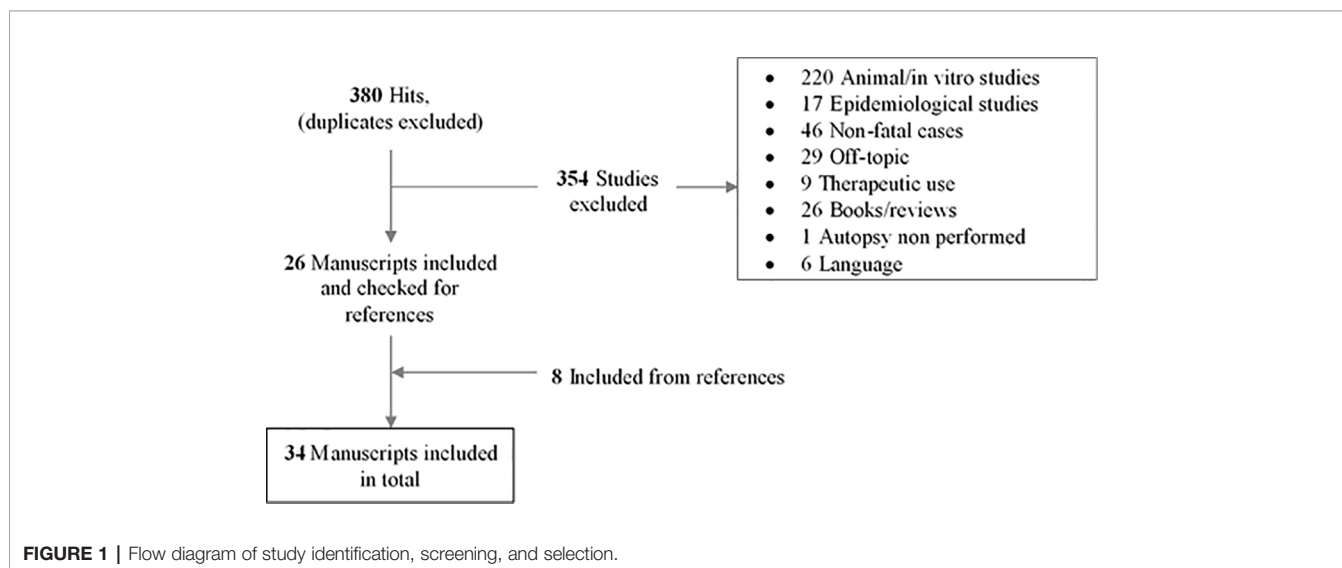 380 Hits,
(duplicates excluded)
354 Studies
excluded
• 220 Animal/in vitro studies
• 17 Epidemiological studies
• 46 Non-fatal cases
• 29 Off-topic
• 9 Therapeutic use
• 26 Books/reviews
• 1 Autopsy non performed
• 6 Language
26 Manuscripts included
and checked for
references
8 Included from references
34 Manuscripts included
in total
FIGURE 1 | Flow diagram of study identification, screening, and selection.